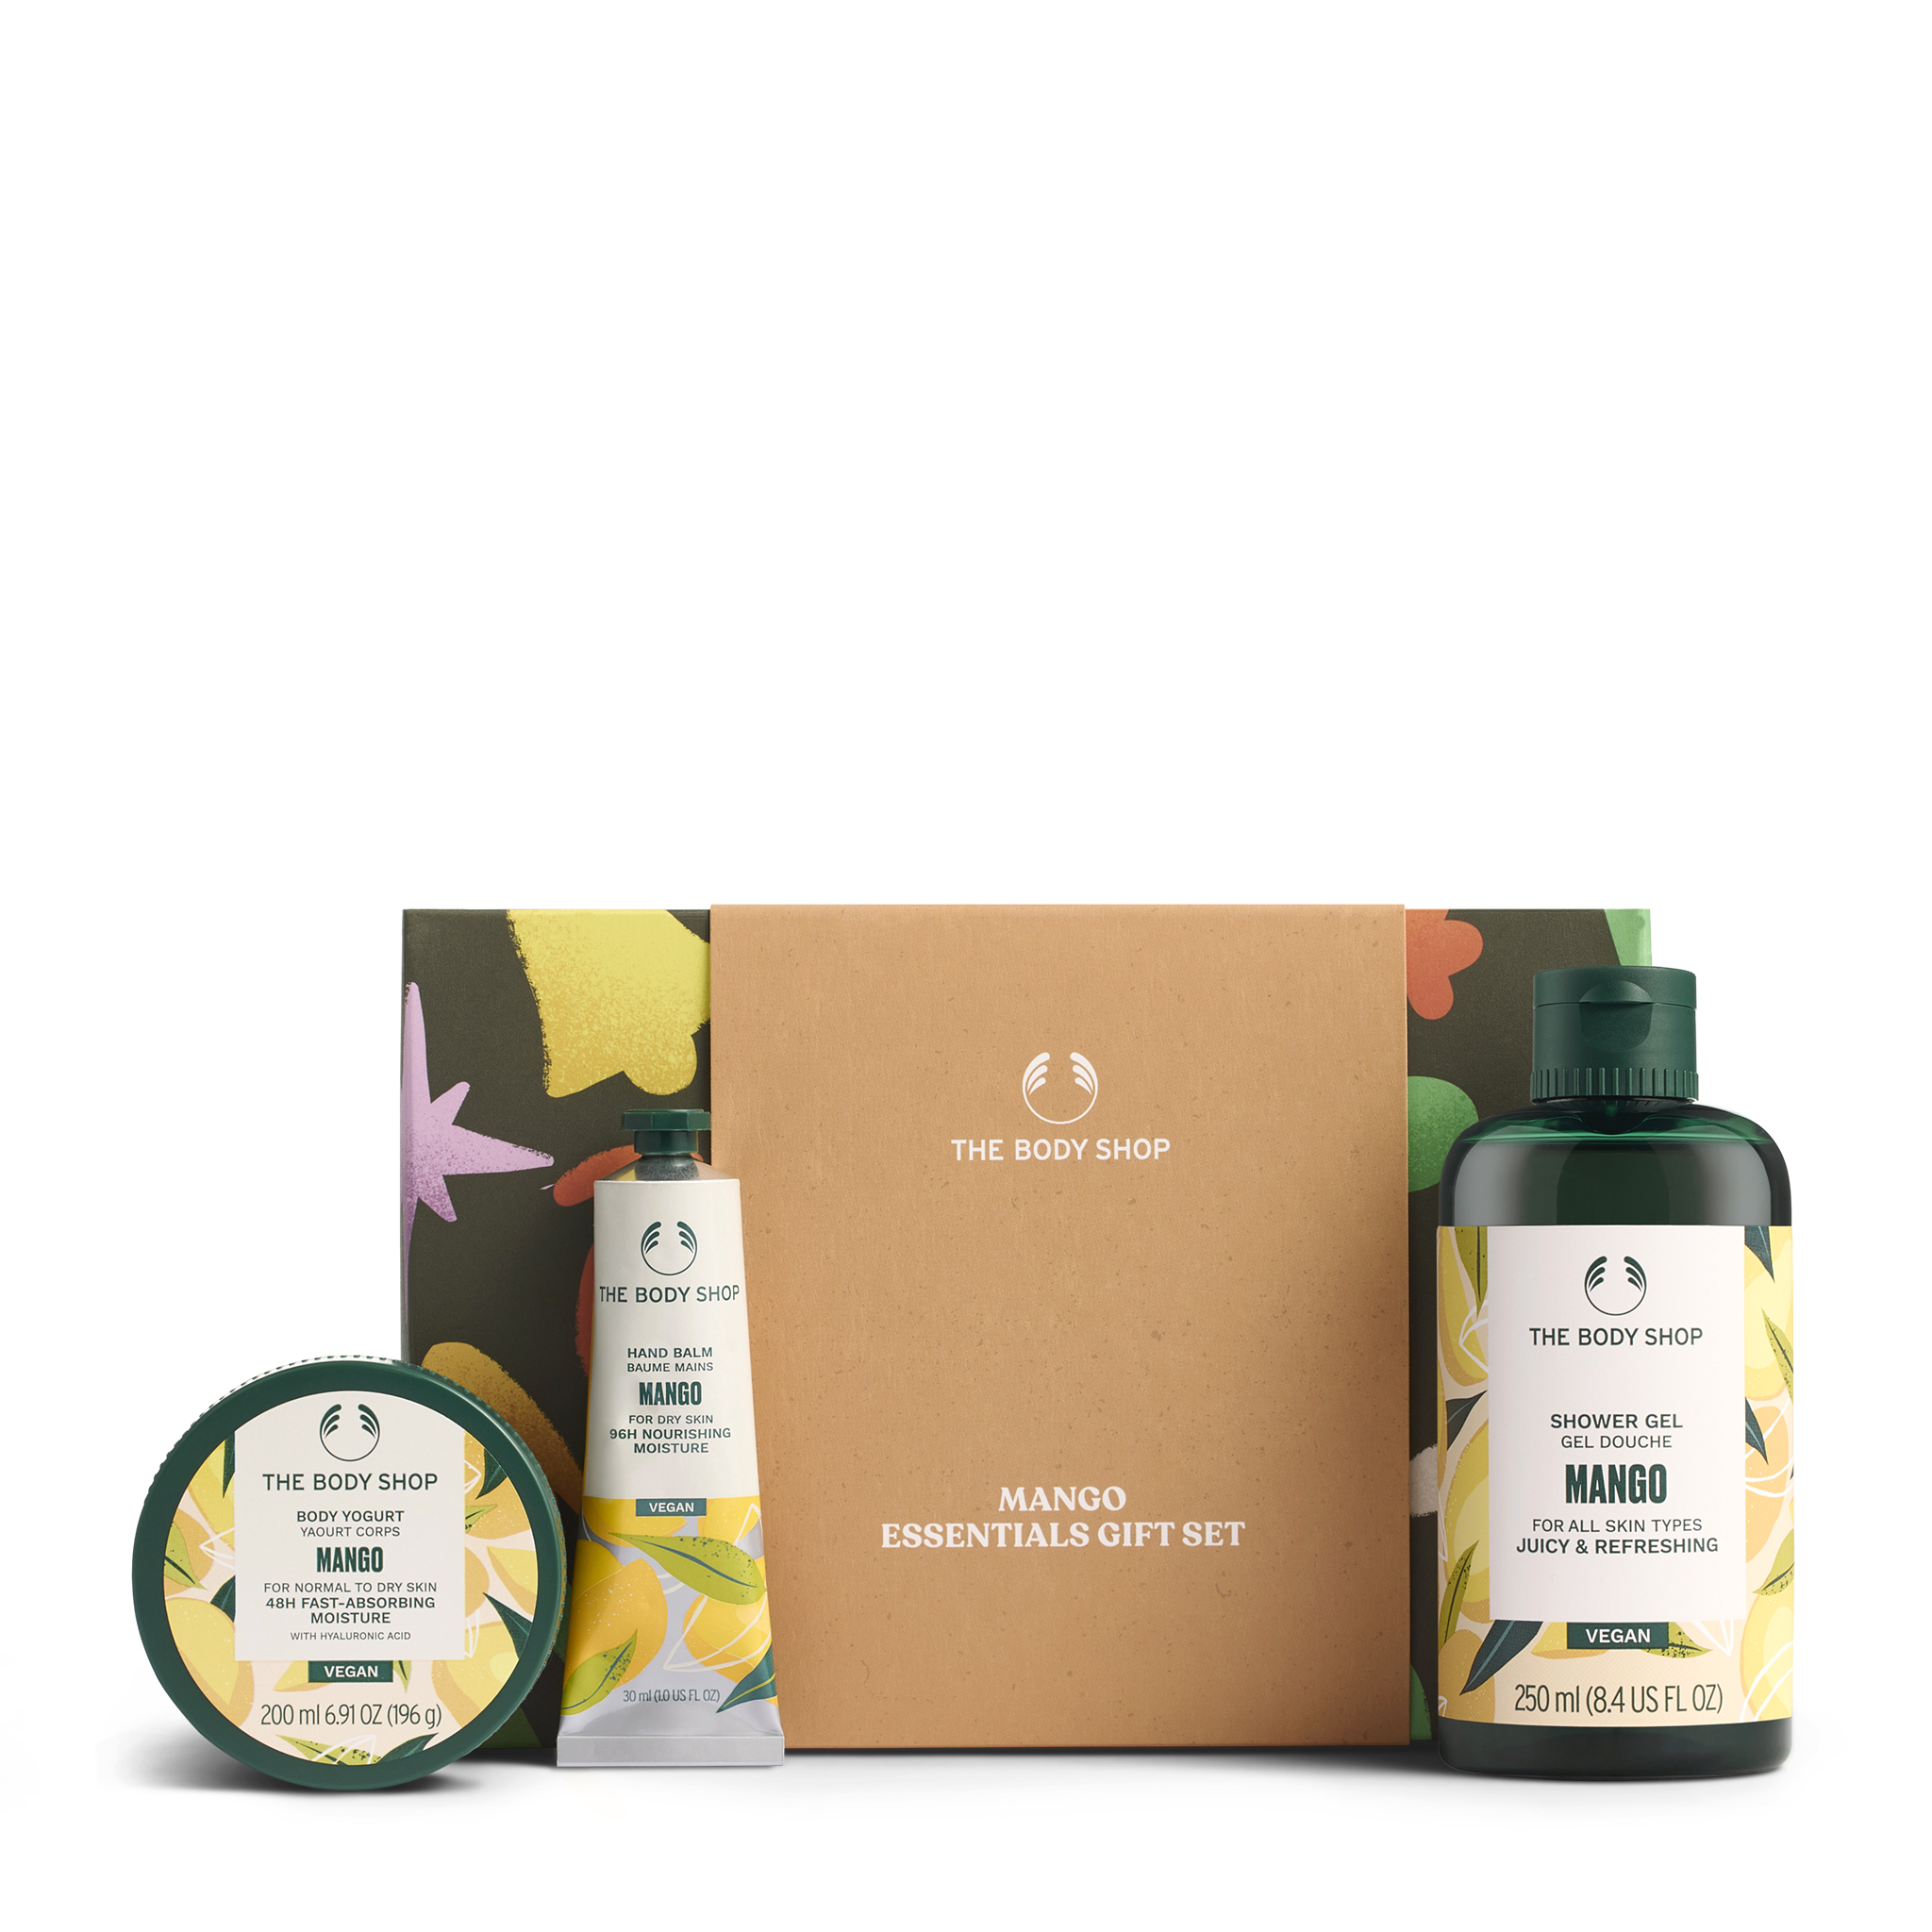 THE BODY SHOP
MANGO
ESSENTIALS GIFT SET
THE BODY SHOP
BODY YOGURT
YAOURT CORPS
MANGO
FOR NORMAL TO DRY SKIN
48H FAST-ABSORBING
MOISTURE
WITH HYALURONIC ACID
VEGAN
200 ml 6.91 OZ (196 g)
THE BODY SHOP
HAND BALM
BAUME MAINS
MANGO
FOR DRY SKIN
96H NOURISHING
MOISTURE
VEGAN
30 ml (1.0 US FL OZ)
THE BODY SHOP
SHOWER GEL
GEL DOUCHE
MANGO
FOR ALL SKIN TYPES
JUICY & REFRESHING
VEGAN
250 ml (8.4 US FL OZ)